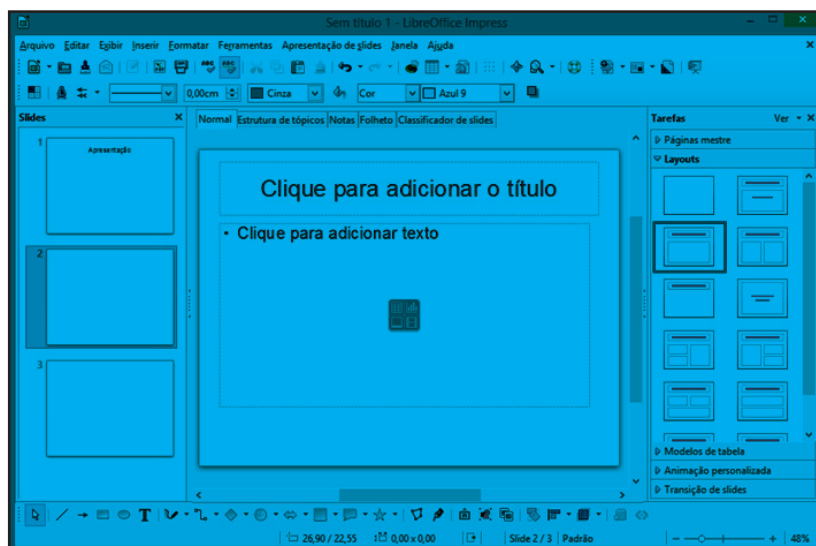 Sem título 1 - LibreOffice Impress
Arquivo Editar Exibir Inserir Formatar Ferramentas Apresentação de slides Janela Ajuda
0,00cm Cinza Cor Azul 9
Slides
Normal Estrutura de tópicos Notas Folheto Classificador de slides
Tarefas Ver
Páginas mestre
Layouts
1
Apresentação
Clique para adicionar o título
• Clique para adicionar texto
2
3
Modelos de tabela
Animação personalizada
Transição de slides
26,90 / 22,55 0,00 x 0,00 Slide 2 / 3 Padrão 48%